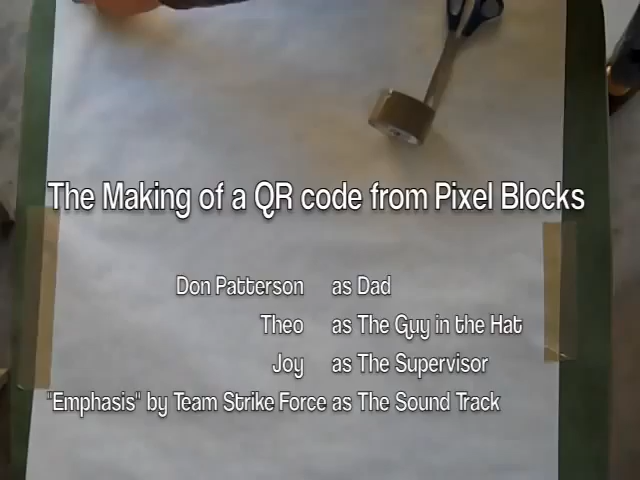 The Making of a QR code from Pixel Blocks
Don Patterson as Dad
Theo as The Guy in the Hat
Joy as The Supervisor
"Emphasis" by Team Strike Force as The Sound Track